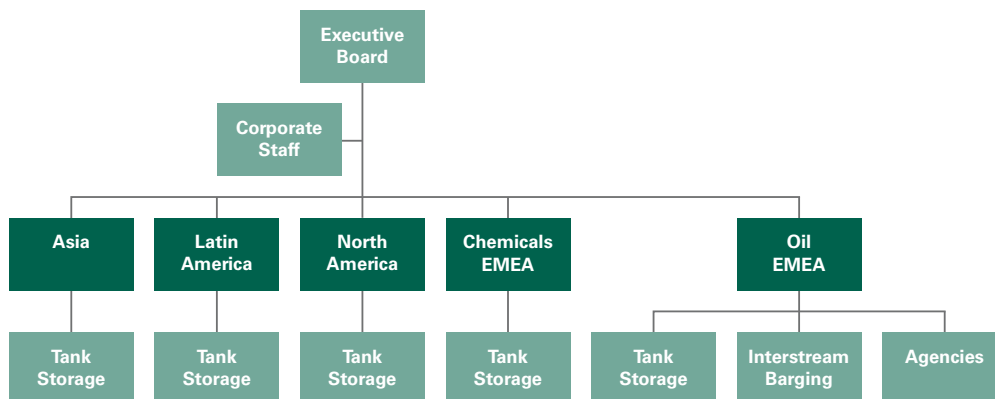 Executive
Board
Corporate
Staff
Asia
Latin
America
North
America
Chemicals
EMEA
Oil
EMEA
Tank
Storage
Tank
Storage
Tank
Storage
Tank
Storage
Tank
Storage
Interstream
Barging
Agencies